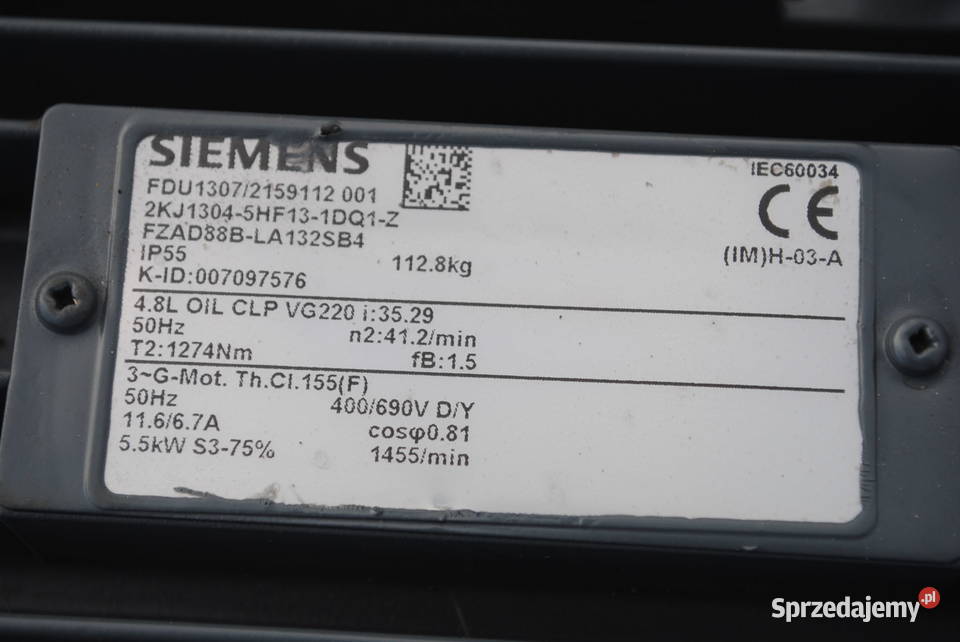 SIEMENS
IEC60034
FDU1307/2159112 001
2KJ1304-5HF13-1DQ1-Z
CE
FZAD88B-LA132SB4
(IM)H-03-A
IP55 112.8kg
K-ID:007097576
4.8L OIL CLP VG220 i:35.29
50Hz n2:41.2/min
T2:1274Nm fB:1.5
3~G-Mot. Th.Cl.155(F)
50Hz 400/690V D/Y
11.6/6.7A cosφ0.81
5.5kW S3-75% 1455/min
Sprzedajemy.pl